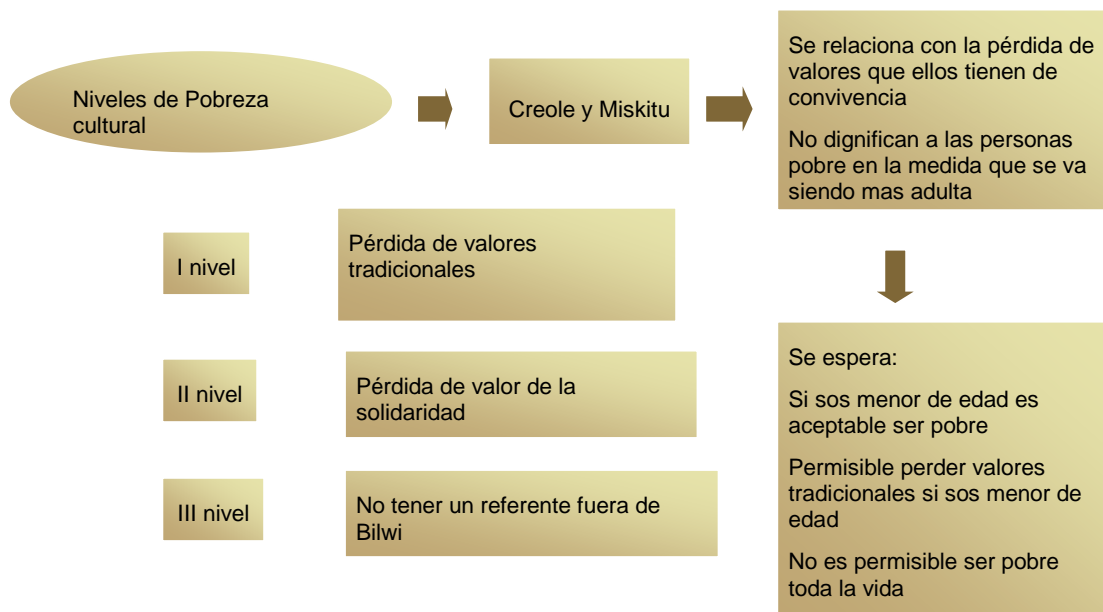 Niveles de Pobreza
cultural
Creole y Miskitu
Se relaciona con la pérdida de
valores que ellos tienen de
convivencia
No dignifican a las personas
pobre en la medida que se va
siendo mas adulta
I nivel
Pérdida de valores
tradicionales
II nivel
Pérdida de valor de la
solidaridad
III nivel
No tener un referente fuera de
Bilwi
Se espera:
Si sos menor de edad es
aceptable ser pobre
Permisible perder valores
tradicionales si sos menor de
edad
No es permisible ser pobre
toda la vida